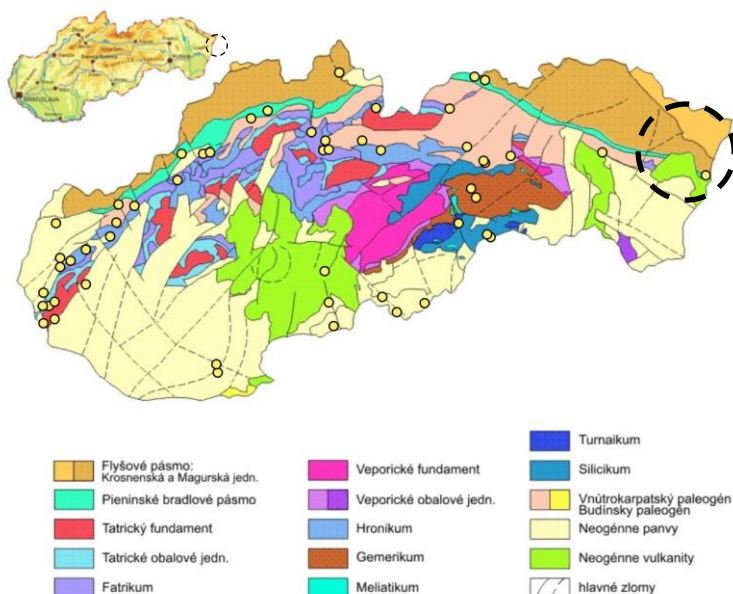 BRATISLAVA
Košice
Flyšové pásmo:
Krosnenská a Magurská jedn.
Pieninské bradlové pásmo
Tatrický fundament
Tatrické obalové jedn.
Fatrikum
Veporické fundament
Veporické obalové jedn.
Hronikum
Gemerikum
Meliatikum
Turnaikum
Silicikum
Vnútrokarpatský paleogén
Budínsky paleogén
Neogénne panvy
Neogénne vulkanity
hlavné zlomy